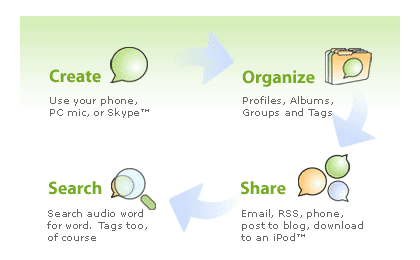 Create
Use your phone,
PC mic, or Skype™
Organize
Profiles, Albums,
Groups and Tags
Search
Search audio word
for word. Tags too,
of course
Share
Email, RSS, phone,
post to blog, download
to an iPod™